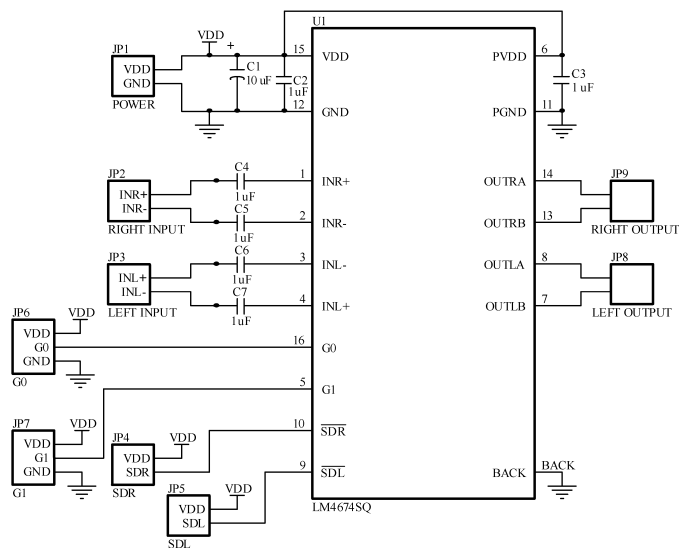 U1
VDD
+
15
VDD
PVDD
6
JP1
VDD
GND
POWER
C1
10 uF
C2
1uF
C3
1 uF
12
GND
PGND
11
JP2
INR+
INR-
RIGHT INPUT
C4
1uF
1
INR+
OUTRA
14
JP9
RIGHT OUTPUT
C5
1uF
2
INR-
OUTRB
13
JP3
INL+
INL-
LEFT INPUT
C6
1uF
3
INL-
OUTLA
8
JP8
LEFT OUTPUT
C7
1uF
4
INL+
OUTLB
7
JP6
VDD
VDD
G0
GND
G0
16
G0
5
G1
JP7
VDD
VDD
G1
GND
G1
JP4
VDD
VDD
SDR
SDR
10
SDR
9
SDL
BACK
BACK
JP5
VDD
VDD
SDL
SDL
LM4674SQ